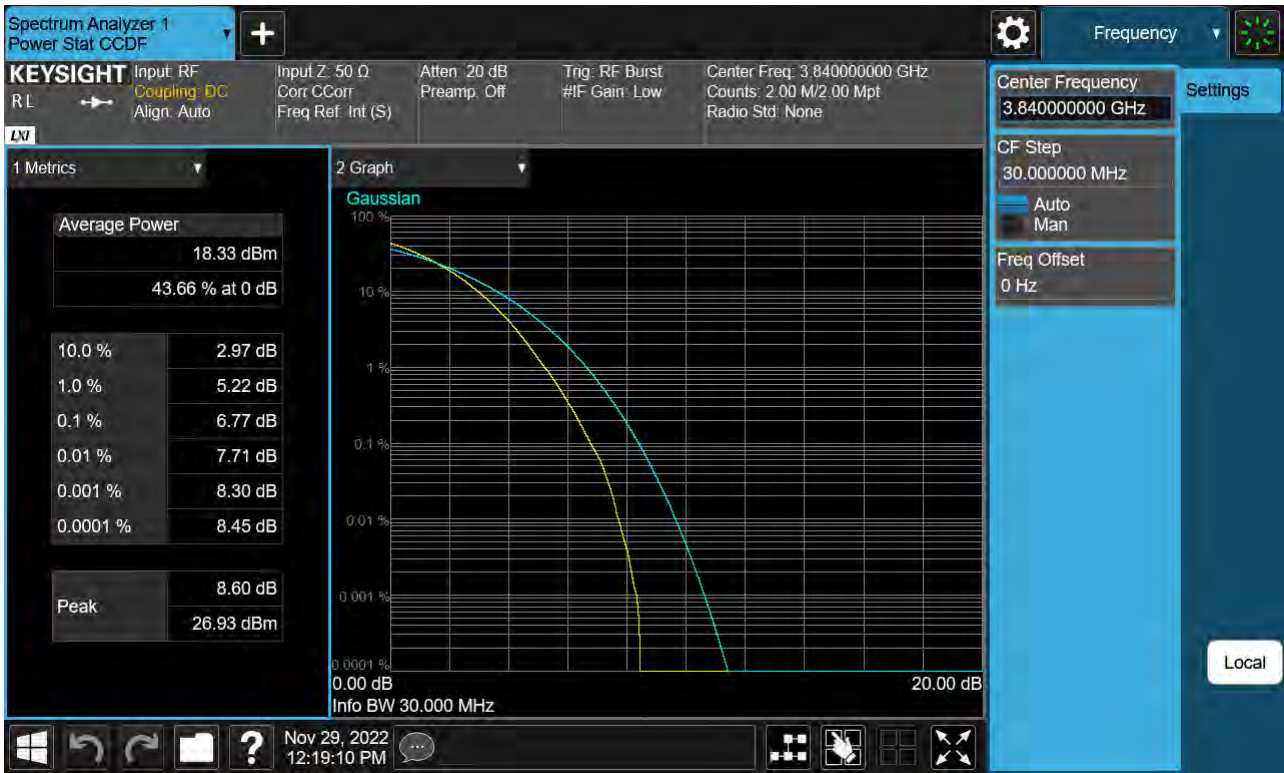 Spectrum Analyzer 1
Power Stat CCDF
Frequency
KEYSIGHT
RL
LXI
Input: RF
Coupling: DC
Align: Auto
Input Z: 50 Ω
Corr CCorr
Freq Ref: Int (S)
Atten: 20 dB
Preamp: Off
Trig: RF Burst
#IF Gain: Low
Center Freq: 3.840000000 GHz
Counts: 2.00 M/2.00 Mpt
Radio Std: None
Center Frequency
3.840000000 GHz
Settings
CF Step
30.000000 MHz
Auto
Man
Freq Offset
0 Hz
1 Metrics
Average Power
18.33 dBm
43.66 % at 0 dB
10.0 % 2.97 dB
1.0 % 5.22 dB
0.1 % 6.77 dB
0.01 % 7.71 dB
0.001 % 8.30 dB
0.0001 % 8.45 dB
Peak
8.60 dB
26.93 dBm
2 Graph
Gaussian
100 %
10 %
1 %
0.1 %
0.01 %
0.001 %
0.0001 %
0.00 dB 20.00 dB
Info BW 30.000 MHz
Local
?
Nov 29, 2022
12:19:10 PM